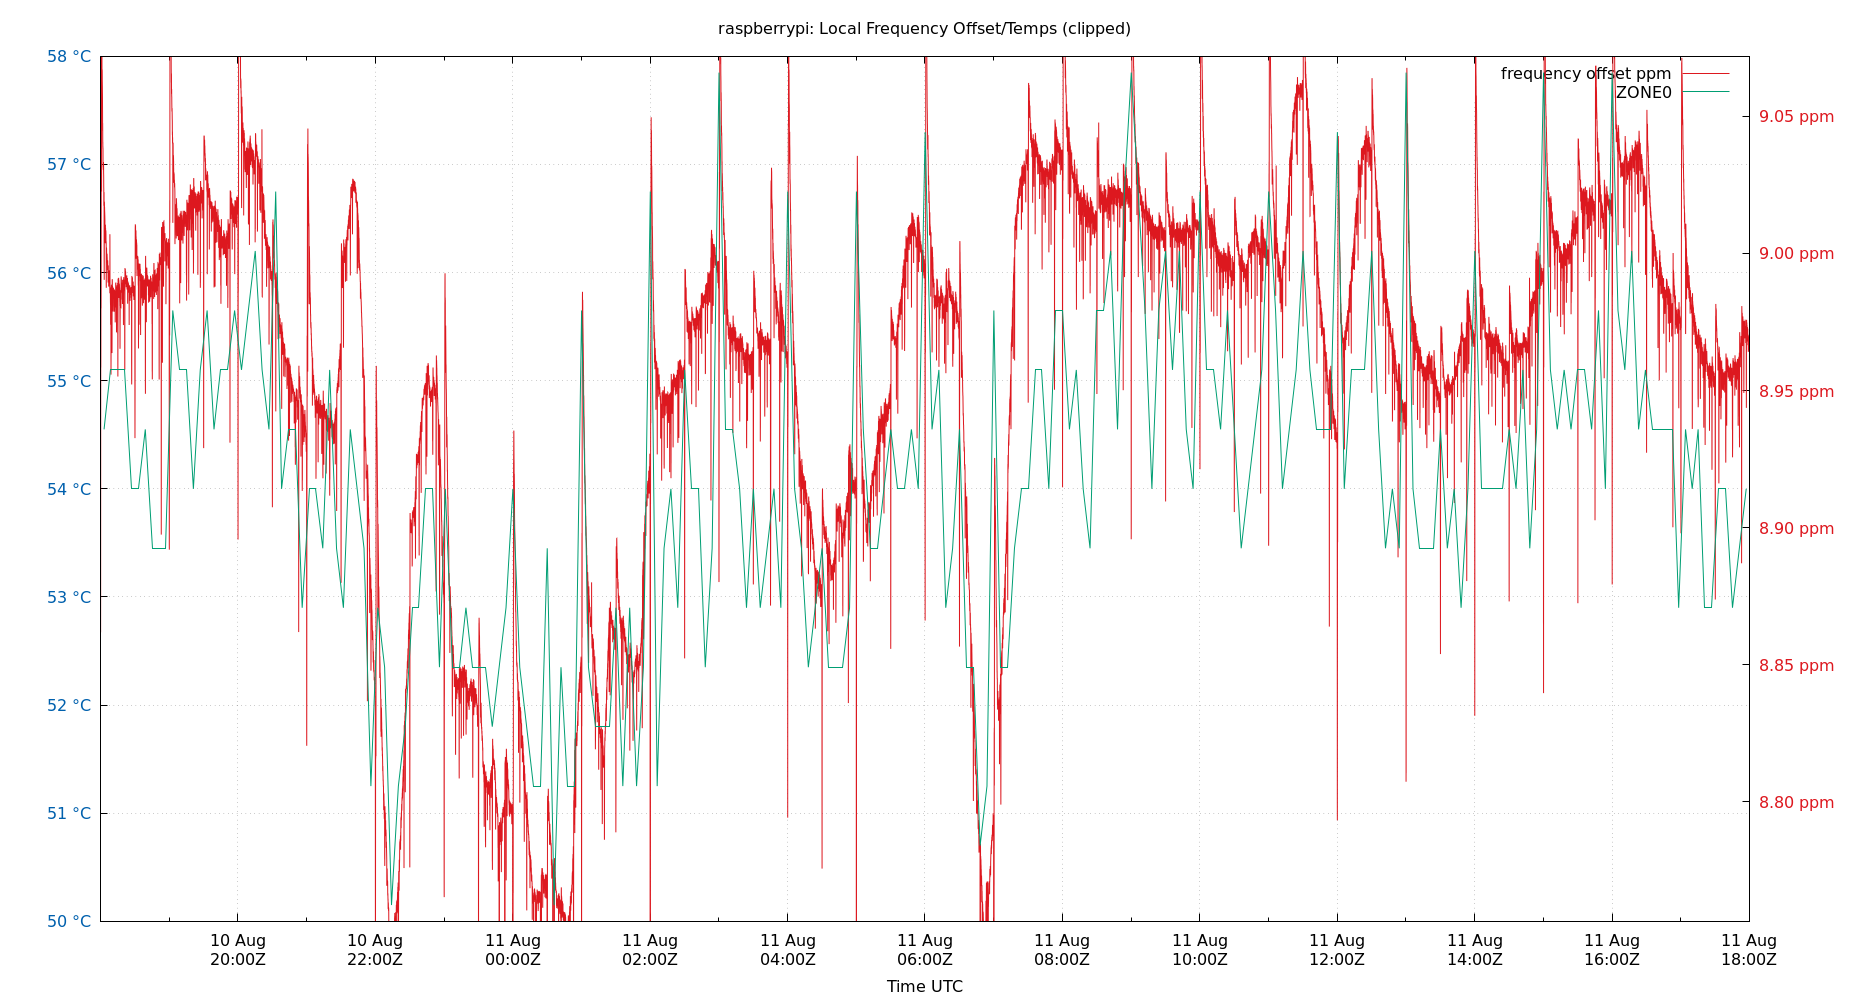 raspberrypi: Local Frequency Offset/Temps (clipped)
58 °C
57 °C
56 °C
55 °C
54 °C
53 °C
52 °C
51 °C
50 °C
frequency offset ppm
ZONE0
9.05 ppm
9.00 ppm
8.95 ppm
8.90 ppm
8.85 ppm
8.80 ppm
10 Aug
20:00Z
10 Aug
22:00Z
11 Aug
00:00Z
11 Aug
02:00Z
11 Aug
04:00Z
11 Aug
06:00Z
11 Aug
08:00Z
11 Aug
10:00Z
11 Aug
12:00Z
11 Aug
14:00Z
11 Aug
16:00Z
11 Aug
18:00Z
Time UTC